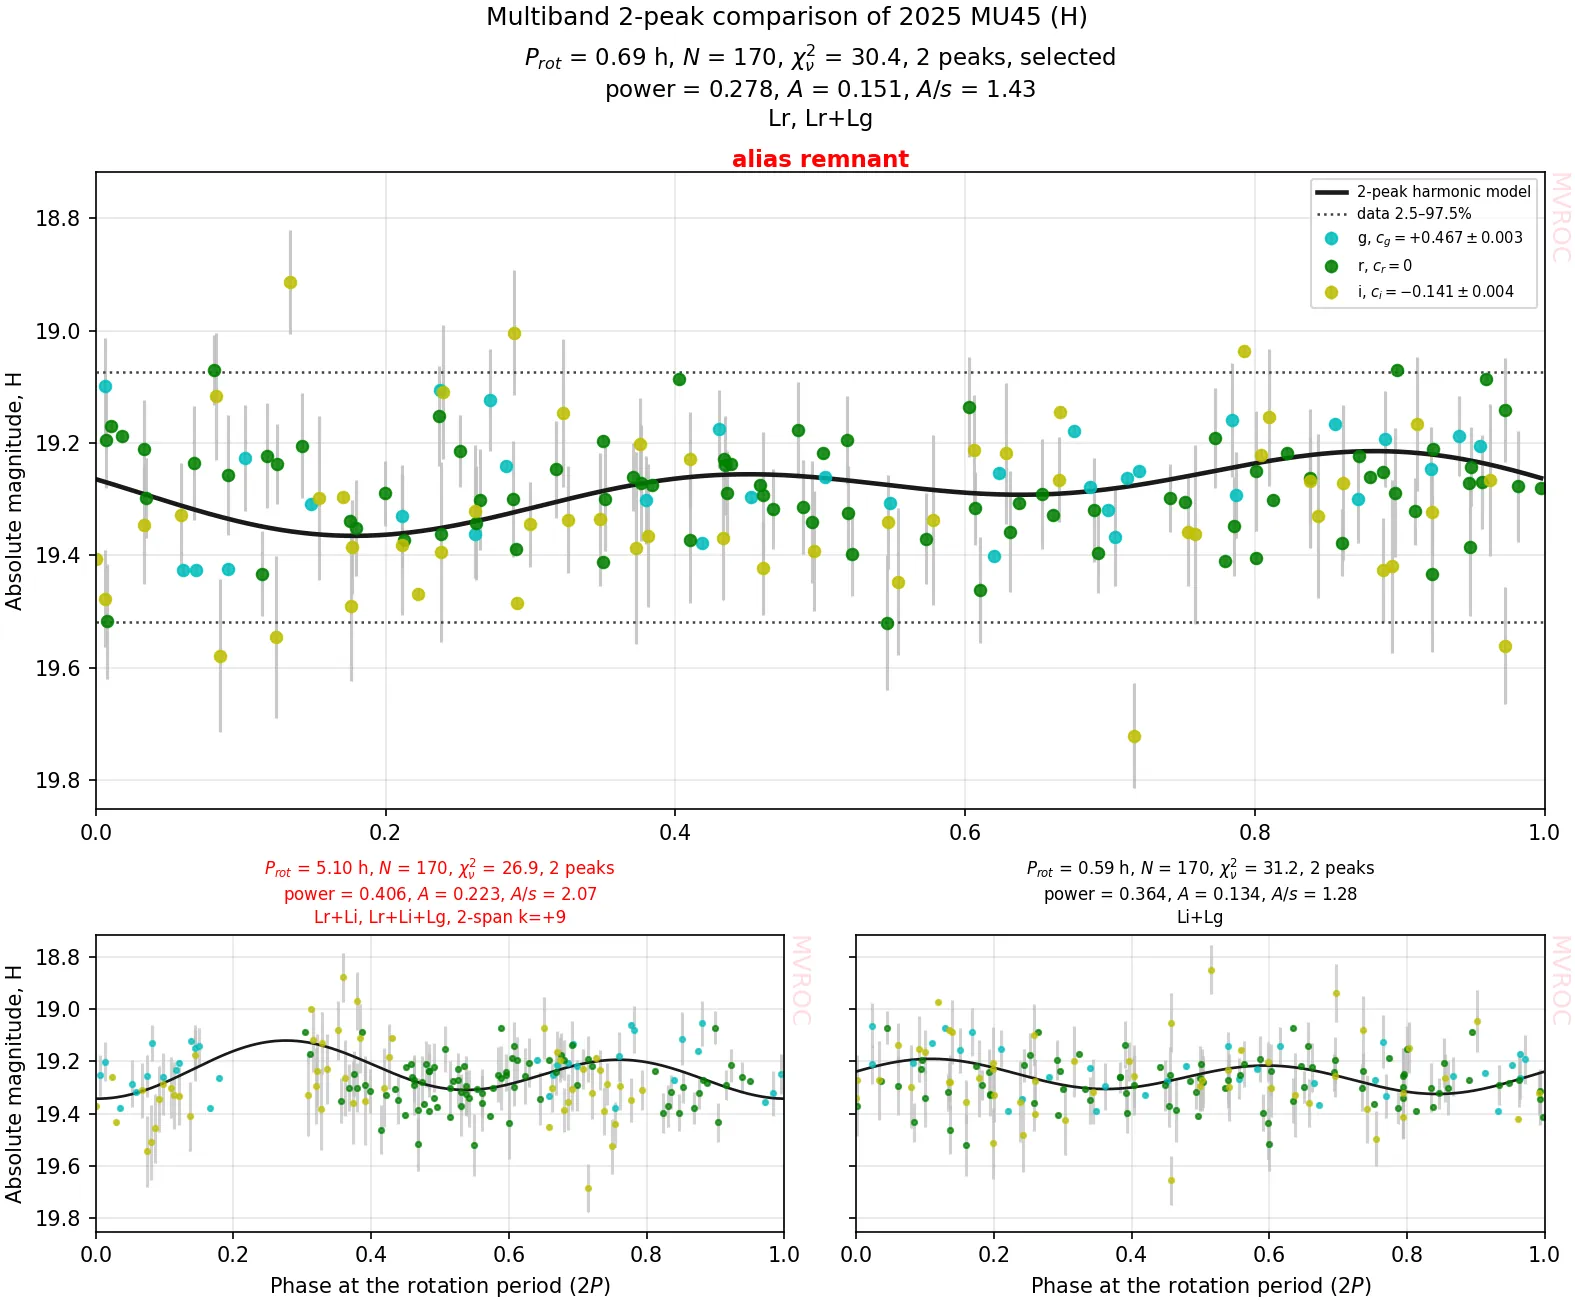 Multiband 2-peak comparison of 2025 MU45 (H)
P_rot = 0.69 h, N = 170, χ²_ν = 30.4, 2 peaks, selected
power = 0.278, A = 0.151, A/s = 1.43
Lr, Lr+Lg
alias remnant
2-peak harmonic model
data 2.5–97.5%
g, c_g = +0.467 ± 0.003
r, c_r = 0
i, c_i = −0.141 ± 0.004
MVROC
Absolute magnitude, H
18.8
19.0
19.2
19.4
19.6
19.8
0.0 0.2 0.4 0.6 0.8 1.0
P_rot = 5.10 h, N = 170, χ²_ν = 26.9, 2 peaks
power = 0.406, A = 0.223, A/s = 2.07
Lr+Li, Lr+Li+Lg, 2-span k=+9
MVROC
Absolute magnitude, H
18.8
19.0
19.2
19.4
19.6
19.8
0.0 0.2 0.4 0.6 0.8 1.0
Phase at the rotation period (2P)
P_rot = 0.59 h, N = 170, χ²_ν = 31.2, 2 peaks
power = 0.364, A = 0.134, A/s = 1.28
Li+Lg
MVROC
0.0 0.2 0.4 0.6 0.8 1.0
Phase at the rotation period (2P)